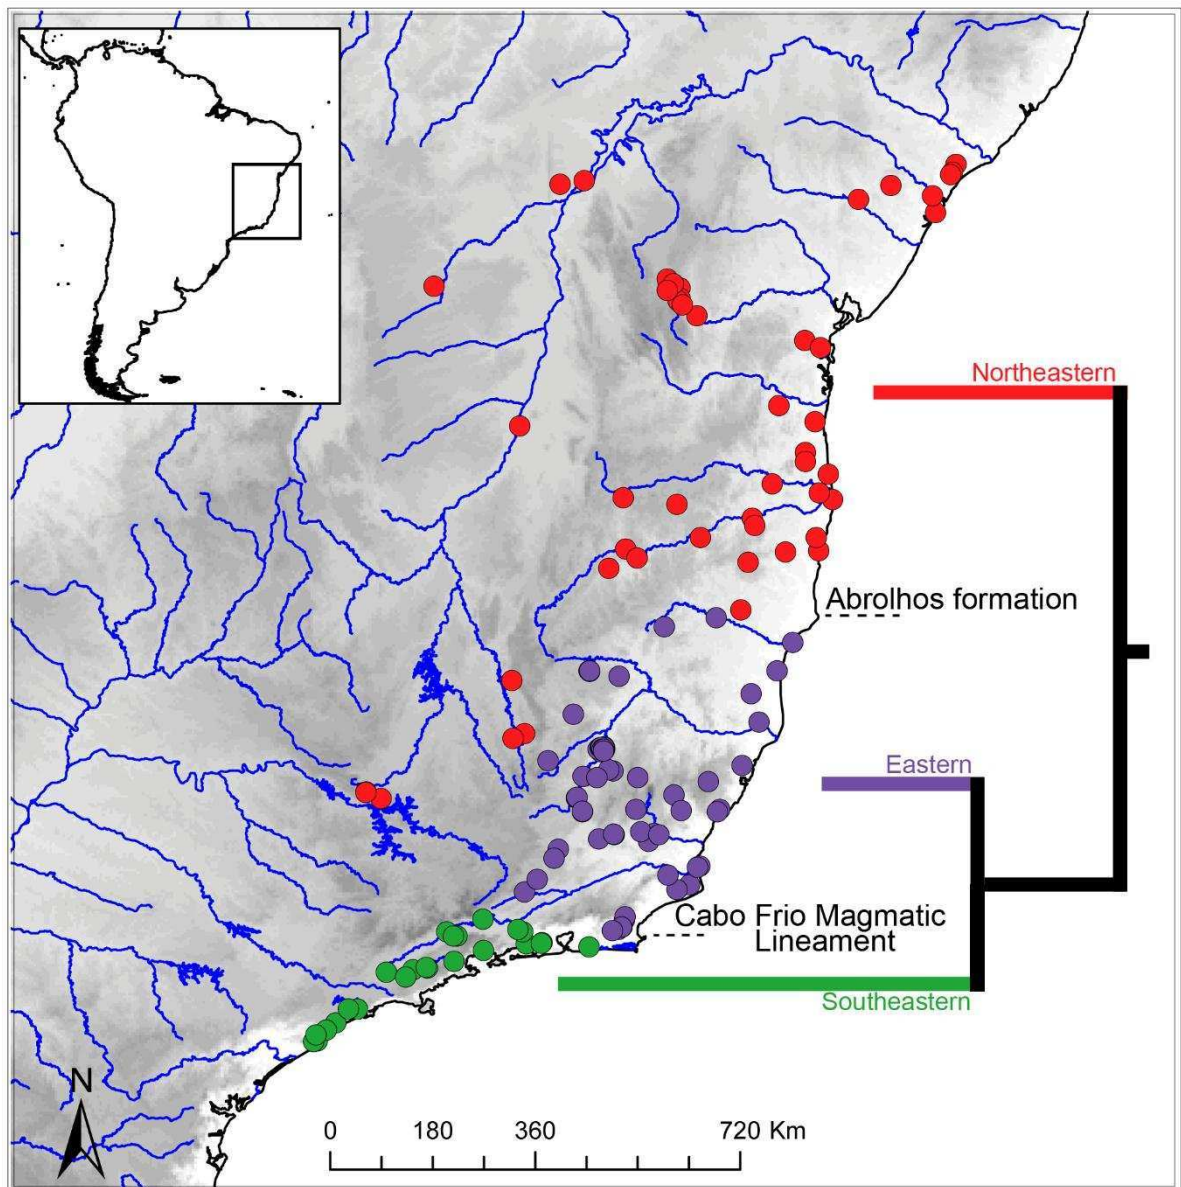 Northeastern
Abrolhos formation
Eastern
Cabo Frio Magmatic
Lineament
Southeastern
N
0 180 360 720 Km